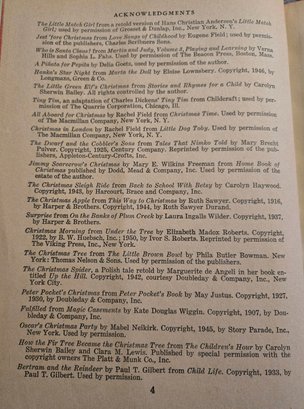 ACKNOWLEDGMENTS
The Little Match Girl from a retold version of Hans Christian Andersen's Little Match
Girl, used by permission of Grosset & Dunlap, Inc., New York, N. Y.
Jest 'fore Christmas from Love Songs of Childhood by Eugene Field; used by permis-
sion of the publishers, Charles Scribners' Sons.
Who is Santa Claus? from Martin and Judy, Volume 3, Playing and Learning by Verna
Hills and Sophia L. Fahs. Used by permission of The Beacon Press, Boston, Mass.
A Piñata for Pepita by Delia Goetz, used by permission of the author.
Hanka's Star Night from Marta the Doll by Eloise Lownsbery. Copyright, 1946, by
Longmans, Green & Co.
The Little Green Elf's Christmas from Stories and Rhymes for a Child by Carolyn
Sherwin Bailey. All rights controlled by the author.
Tiny Tim, an adaptation of Charles Dickens' Tiny Tim from Childcraft; used by per-
mission of The Quarrie Corporation, Chicago, Ill.
All Aboard for Christmas by Rachel Field from Christmas Time. Used by permission
of The Macmillan Company, New York, N. Y.
Christmas in London by Rachel Field from Little Dog Toby. Used by permission of
The Macmillan Company, New York, N. Y.
The Dwarf and the Cobbler's Sons from Tales That Nimko Told by Mary Brecht
Pulver. Copyright, 1925, Century Company. Reprinted by permission of the pub-
lishers, Appleton-Century-Crofts, Inc.
Jimmy Scarecrow's Christmas by Mary E. Wilkins Freeman from Home Book of
Christmas published by Dodd, Mead & Company, Inc. Used by permission of the
estate of the author.
The Christmas Sleigh Ride from Back to School With Betsy by Carolyn Haywood.
Copyright, 1943, by Harcourt, Brace and Company, Inc.
The Christmas Apple from This Way to Christmas by Ruth Sawyer. Copyright, 1916,
by Harper & Brothers. Copyright, 1944, by Ruth Sawyer Durand.
Surprise From On the Banks of Plum Creek by Laura Ingalls Wilder. Copyright, 1937,
by Harper & Brothers.
Christmas Morning from Under the Tree by Elizabeth Madox Roberts. Copyright,
1922, by B. W. Huebsch, Inc.; 1950, by Ivor S. Roberts. Reprinted by permission of
The Viking Press, Inc., New York.
The Christmas Tree from The Little Brown Bowl by Phila Butler Bowman. New
York: Thomas Nelson & Sons. Used by permission of the publishers.
The Christmas Spider, a Polish tale retold by Marguerite de Angeli in her book en-
titled Up the Hill. Copyright, 1942, courtesy Doubleday & Company, Inc., New
York City.
Peter Pocket's Christmas from Peter Pocket's Book by May Justus. Copyright, 1927,
1930, by Doubleday & Company, Inc.
Fulfilled from Magic Casements by Kate Douglas Wiggin. Copyright, 1907, by Dou-
bleday & Company, Inc.
Oscar's Christmas Party by Mabel Neikirk. Copyright, 1945, by Story Parade, Inc.,
New York. Used by permission.
How the Fir Tree Became the Christmas Tree from The Children's Hour by Carolyn
Sherwin Bailey and Clara M. Lewis. Published by special permission with the
copyright owners The Platt & Munk Co., Inc.
Bertram and the Reindeer by Paul T. Gilbert from Child Life. Copyright, 1933, by
Paul T. Gilbert. Used by permission.
4